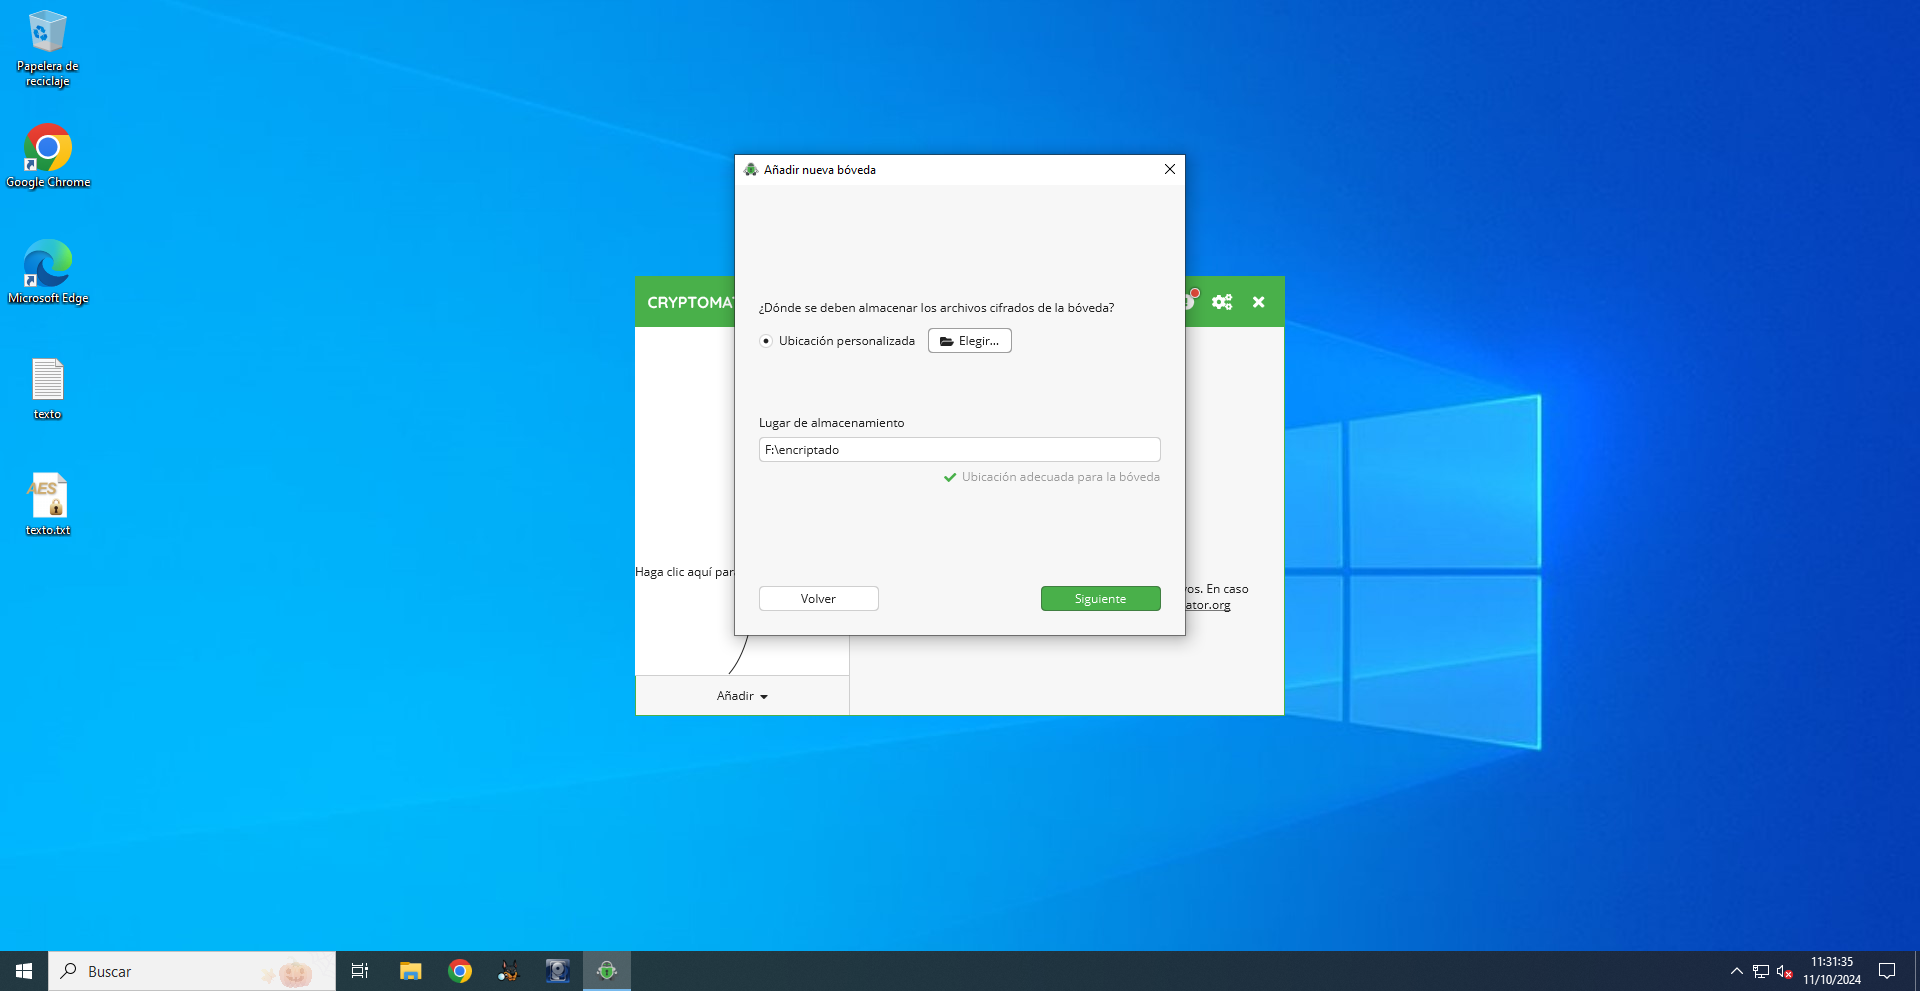 Papelera de
reciclaje
Google Chrome
Microsoft Edge
texto
AES
texto.txt
Añadir nueva bóveda
¿Dónde se deben almacenar los archivos cifrados de la bóveda?
Ubicación personalizada
Elegir...
Lugar de almacenamiento
F:\encriptado
Ubicación adecuada para la bóveda
Volver
Siguiente
CRYPTOMAT
Haga clic aquí par
vos. En caso
ator.org
Añadir
Buscar
11:31:35
11/10/2024